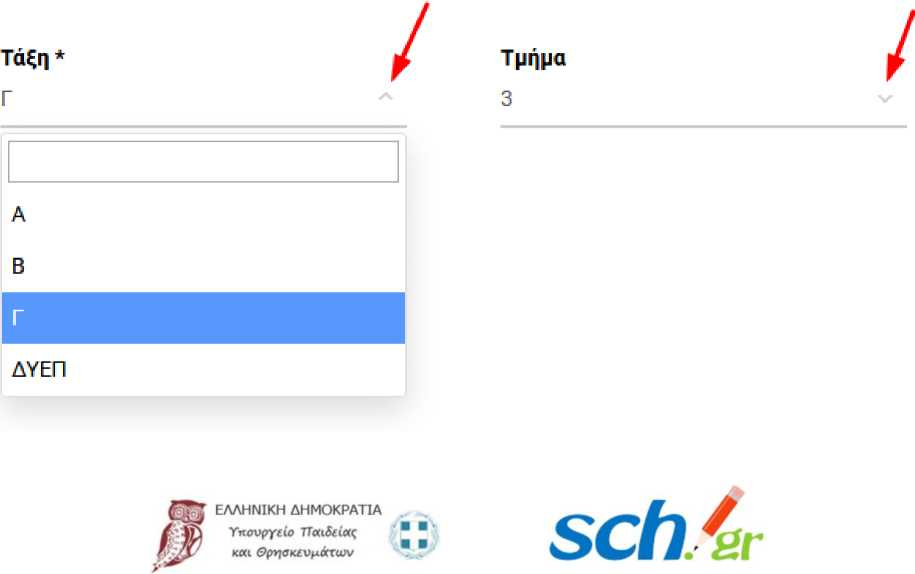 Τάξη * Τμήμα
Γ 3
Α
Β
Γ
ΔΥΕΠ
ΕΛΛΗΝΙΚΗ ΔΗΜΟΚΡΑΤΙΑ
Υπουργείο Παιδείας
και Θρησκευμάτων
sch.gr